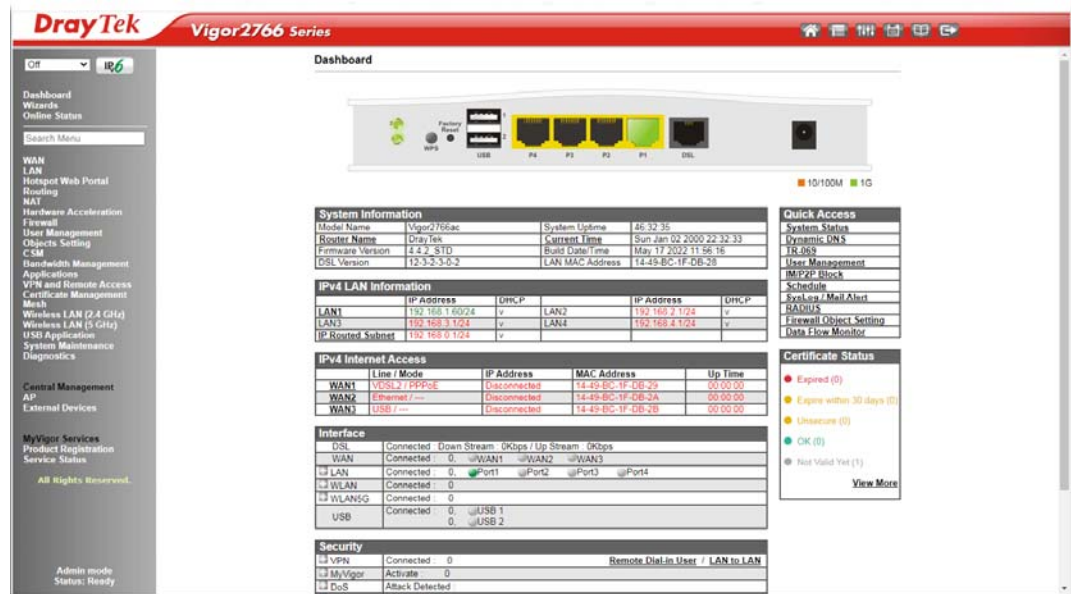 DrayTek Vigor2766 Series
Off IPv6
Dashboard
Wizards
Online Status
Search Menu
WAN
LAN
Hotspot Web Portal
Routing
NAT
Hardware Acceleration
Firewall
User Management
Objects Setting
CSM
Bandwidth Management
Applications
VPN and Remote Access
Certificate Management
Mesh
Wireless LAN (2.4 GHz)
Wireless LAN (5 GHz)
USB Application
System Maintenance
Diagnostics
Central Management
AP
External Devices
MyVigor Services
Product Registration
Service Status
All Rights Reserved.
Admin mode
Status: Ready
Dashboard
Factory Reset
WPS
1
2
USB P4 P3 P2 P1 DSL
10/100M 1G
System Information
Model Name Vigor2766ac System Uptime 46:32:35
Router Name DrayTek Current Time Sun Jan 02 2000 22:32:33
Firmware Version 4.4.2_STD Build Date/Time May 17 2022 11:56:16
DSL Version 12-3-2-3-0-2 LAN MAC Address 14-49-BC-1F-DB-28
IPv4 LAN Information
IP Address DHCP IP Address DHCP
LAN1 192.168.1.60/24 v LAN2 192.168.2.1/24 v
LAN3 192.168.3.1/24 v LAN4 192.168.4.1/24 v
IP Routed Subnet 192.168.0.1/24 v
IPv4 Internet Access
Line / Mode IP Address MAC Address Up Time
WAN1 VDSL2 / PPPoE Disconnected 14-49-BC-1F-DB-29 00:00:00
WAN2 Ethernet / --- Disconnected 14-49-BC-1F-DB-2A 00:00:00
WAN3 USB / --- Disconnected 14-49-BC-1F-DB-2B 00:00:00
Interface
DSL Connected : Down Stream : 0Kbps / Up Stream : 0Kbps
WAN Connected : 0, WAN1 WAN2 WAN3
LAN Connected : 0, Port1 Port2 Port3 Port4
WLAN Connected : 0
WLAN5G Connected : 0
USB Connected : 0, USB 1
0, USB 2
Security
VPN Connected : 0 Remote Dial-in User / LAN to LAN
MyVigor Activate : 0
DoS Attack Detected :
Quick Access
System Status
Dynamic DNS
TR-069
User Management
IM/P2P Block
Schedule
SysLog / Mail Alert
RADIUS
Firewall Object Setting
Data Flow Monitor
Certificate Status
Expired (0)
Expire within 30 days (0)
Unsecure (0)
OK (0)
Not Valid Yet (1)
View More